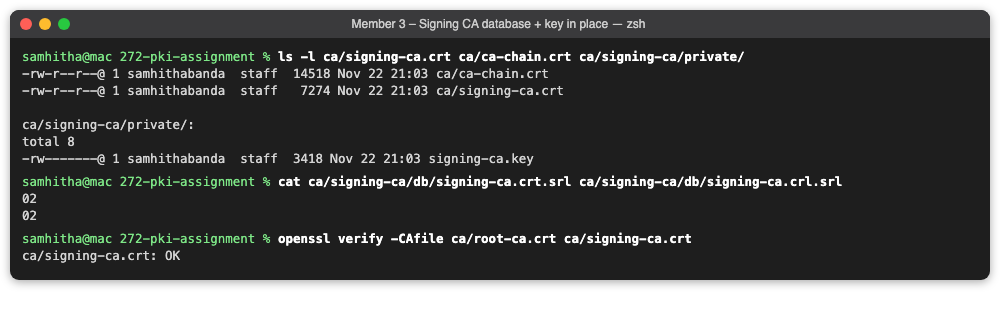 Member 3 – Signing CA database + key in place — zsh
samhitha@mac 272-pki-assignment % ls -l ca/signing-ca.crt ca/ca-chain.crt ca/signing-ca/private/
-rw-r--r--@ 1 samhithabanda  staff  14518 Nov 22 21:03 ca/ca-chain.crt
-rw-r--r--@ 1 samhithabanda  staff   7274 Nov 22 21:03 ca/signing-ca.crt
ca/signing-ca/private/:
total 8
-rw-------@ 1 samhithabanda  staff  3418 Nov 22 21:03 signing-ca.key
samhitha@mac 272-pki-assignment % cat ca/signing-ca/db/signing-ca.crt.srl ca/signing-ca/db/signing-ca.crl.srl
02
02
samhitha@mac 272-pki-assignment % openssl verify -CAfile ca/root-ca.crt ca/signing-ca.crt
ca/signing-ca.crt: OK